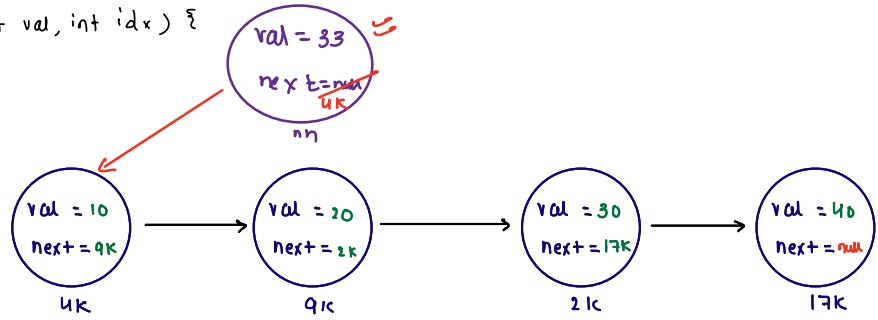 val, int idx) {
val = 33
next = null
4K
nn
val = 10
next = 9K
4K
val = 20
next = 2K
9K
val = 30
next = 17K
21K
val = 40
next = null
17K